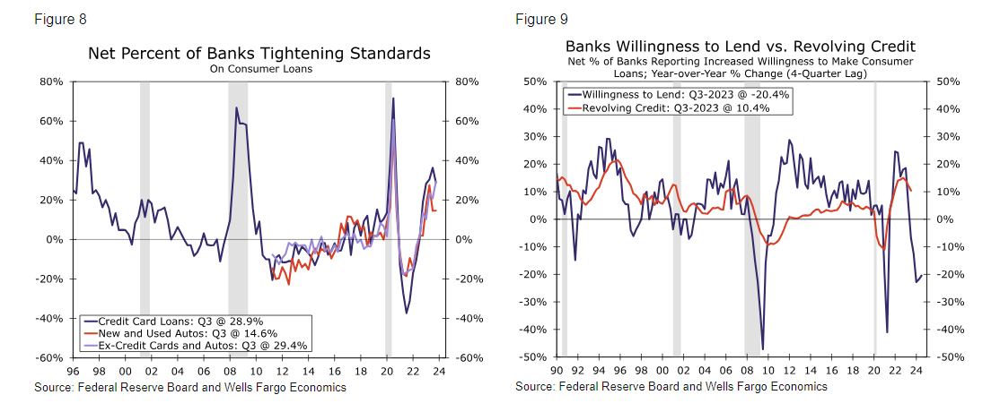 Figure 8
Net Percent of Banks Tightening Standards
On Consumer Loans
80%
60%
40%
20%
0%
-20%
-40%
-60%
80%
60%
40%
20%
0%
-20%
-40%
-60%
Credit Card Loans: Q3 @ 28.9%
New and Used Autos: Q3 @ 14.6%
Ex-Credit Cards and Autos: Q3 @ 29.4%
96 98 00 02 04 06 08 10 12 14 16 18 20 22 24
Source: Federal Reserve Board and Wells Fargo Economics
Figure 9
Banks Willingness to Lend vs. Revolving Credit
Net % of Banks Reporting Increased Willingness to Make Consumer
Loans; Year-over-Year % Change (4-Quarter Lag)
50%
40%
30%
20%
10%
0%
-10%
-20%
-30%
-40%
-50%
50%
40%
30%
20%
10%
0%
-10%
-20%
-30%
-40%
-50%
Willingness to Lend: Q3-2023 @ -20.4%
Revolving Credit: Q3-2023 @ 10.4%
90 92 94 96 98 00 02 04 06 08 10 12 14 16 18 20 22 24
Source: Federal Reserve Board and Wells Fargo Economics